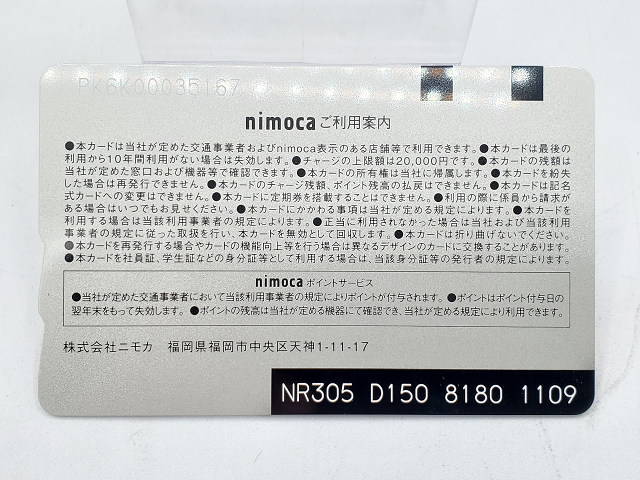 PK6K00035167
nimocaご利用案内
●本カードは当社が定めた交通事業者およびnimoca表示のある店舗等で利用できます。●本カードは最後の
利用から10年間利用がない場合は失効します。●チャージの上限額は20,000円です。●本カードの残額は
当社が定めた窓口および機器等で確認できます。●本カードの所有権は当社に帰属します。●本カードを紛失
した場合は再発行できません。●本カードのチャージ残額、ポイント残高の払戻はできません。●本カードは記名
式カードへの変更はできません。●本カードに定期券を搭載することはできません。●利用の際に係員から請求が
ある場合はいつでもお見せください。●本カードにかかわる事項は当社が定める規定によります。●本カードを
利用する場合は当該利用事業者の規定によります。●正当に利用されなかった場合は当社および当該利用
事業者の規定に従った取扱を行い、本カードを無効として回収します。●本カードは折り曲げないでください。
●本カードを再発行する場合やカードの機能向上等を行う場合は異なるデザインのカードに交換することがあります。
●本カードを社員証、学生証などの身分証等として利用する場合は、当該身分証等の発行者の規定によります。
nimocaポイントサービス
●当社が定めた交通事業者において当該利用事業者の規定によりポイントが付与されます。●ポイントはポイント付与日の
翌年末をもって失効します。●ポイントの残高は当社が定める機器にて確認でき、当社が定める規定により利用できます。
株式会社ニモカ 福岡県福岡市中央区天神1-11-17
NR305 D150 8180 1109